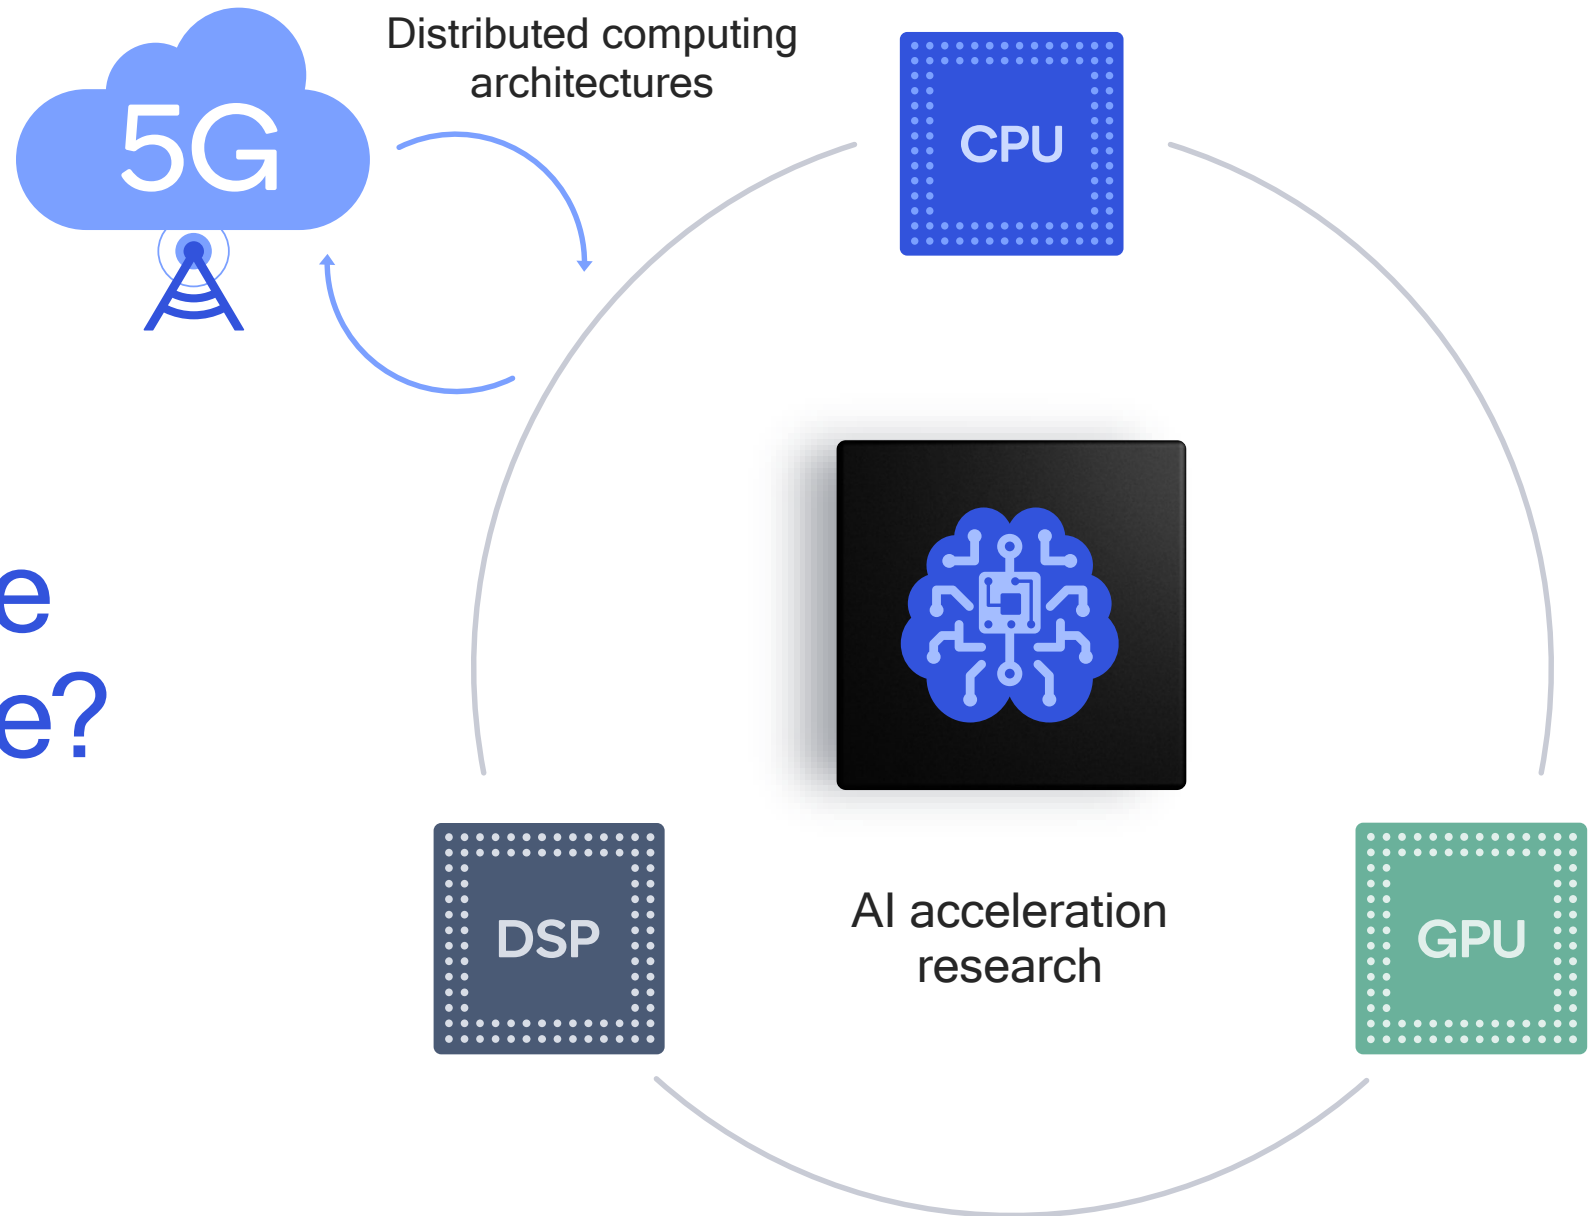 Distributed computing
architectures
5G
CPU
e
e?
DSP
AI acceleration
research
GPU